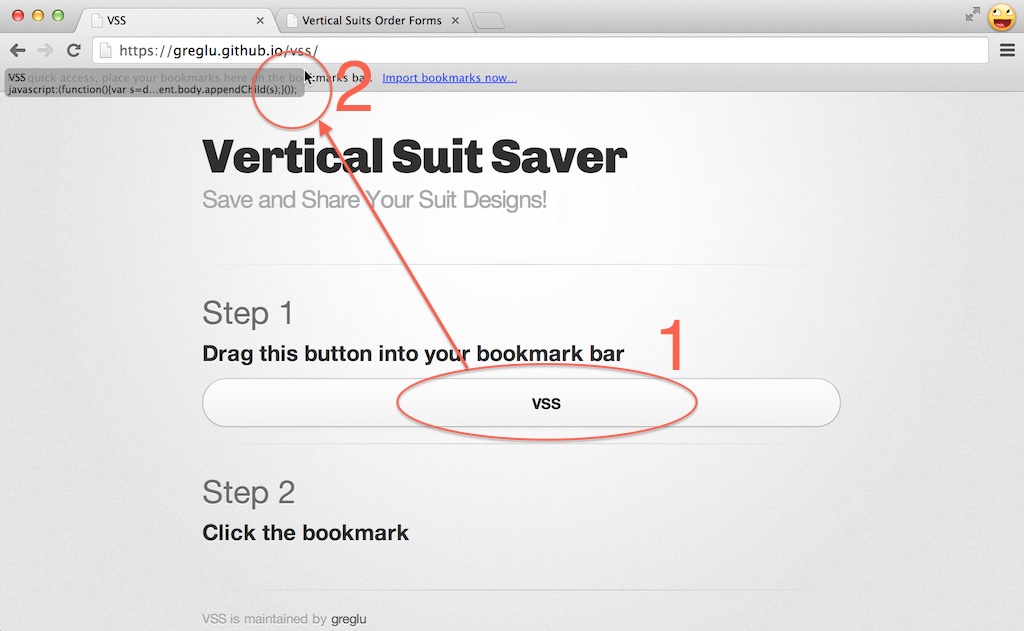 VSS
Vertical Suits Order Forms
https://greglu.github.io/vss/
VSS quick access, place your bookmarks here on the bookmarks bar. Import bookmarks now...
javascript:(function(){var s=d...ent.body.appendChild(s);}());
2
Vertical Suit Saver
Save and Share Your Suit Designs!
Step 1
Drag this button into your bookmark bar
1
VSS
Step 2
Click the bookmark
VSS is maintained by greglu